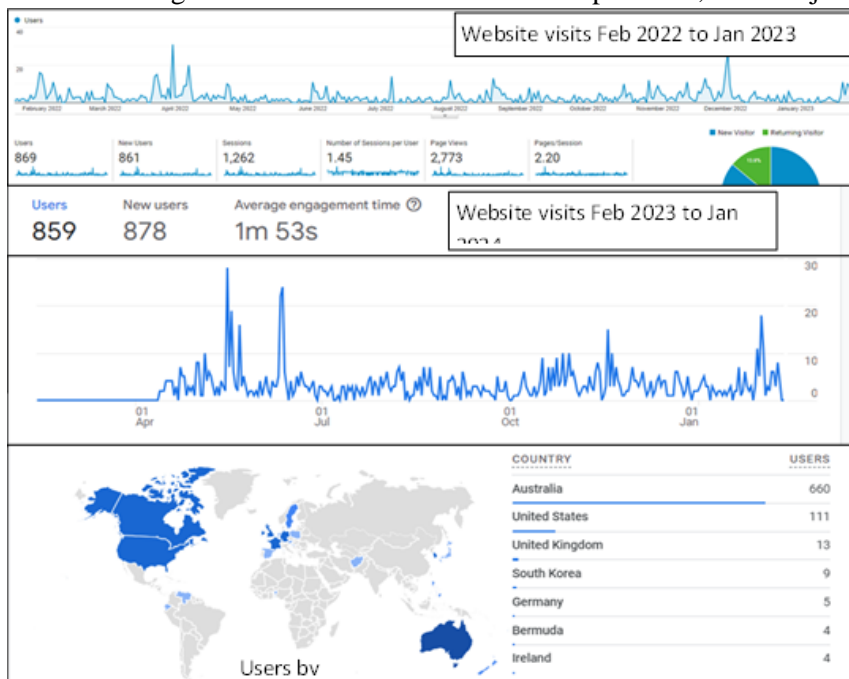 Users
Website visits Feb 2022 to Jan 2023
40
20
February 2022 March 2022 April 2022 May 2022 June 2022 July 2022 August 2022 September 2022 October 2022 November 2022 December 2022 January 2023
New Visitor Returning Visitor
Users New Users Sessions Number of Sessions per User Page Views Pages/Session
869 861 1,262 1.45 2,773 2.20
Users New users Average engagement time
859 878 1m 53s
Website visits Feb 2023 to Jan
30
20
10
0
01 01 01 01
Apr Jul Oct Jan
COUNTRY USERS
Australia 660
United States 111
United Kingdom 13
South Korea 9
Germany 5
Bermuda 4
Ireland 4
Users by